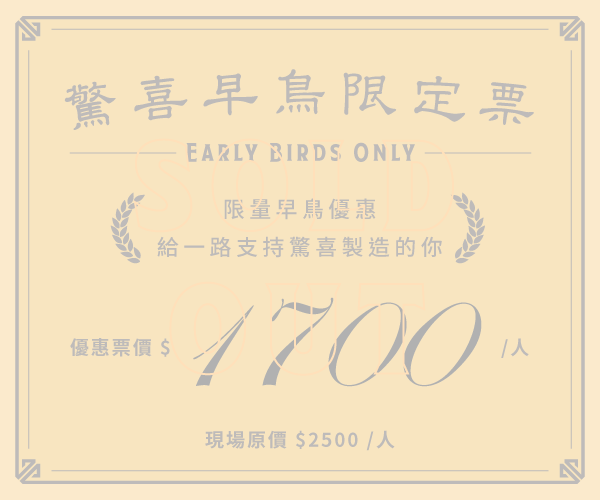 驚喜早鳥限定票
EARLY BIRDS ONLY
限量早鳥優惠
給一路支持驚喜製造的你
優惠票價 $ 1700 /人
現場原價 $2500 /人